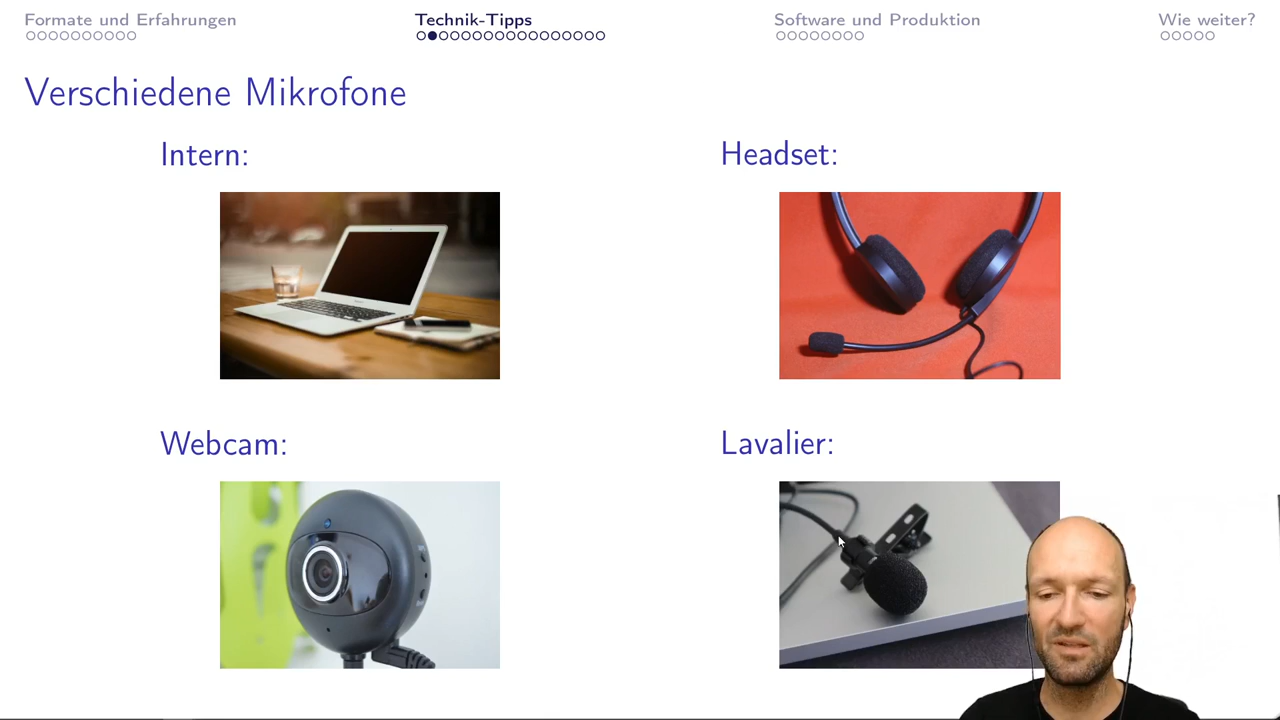 Formate und Erfahrungen
Technik-Tipps
Software und Produktion
Wie weiter?
Verschiedene Mikrofone
Intern:
Headset:
Webcam:
Lavalier: